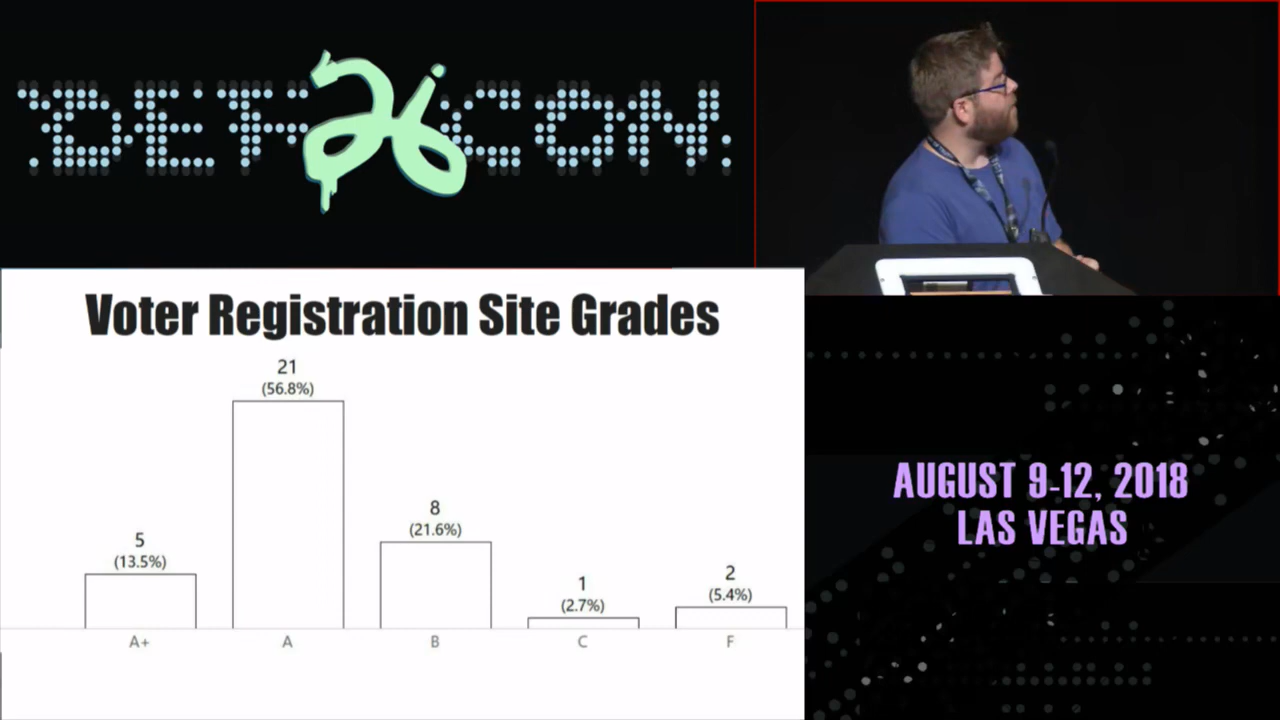 DEF 26 CON
Voter Registration Site Grades
21
(56.8%)
8
(21.6%)
5
(13.5%)
2
(5.4%)
1
(2.7%)
A+ A B C F
AUGUST 9-12, 2018
LAS VEGAS